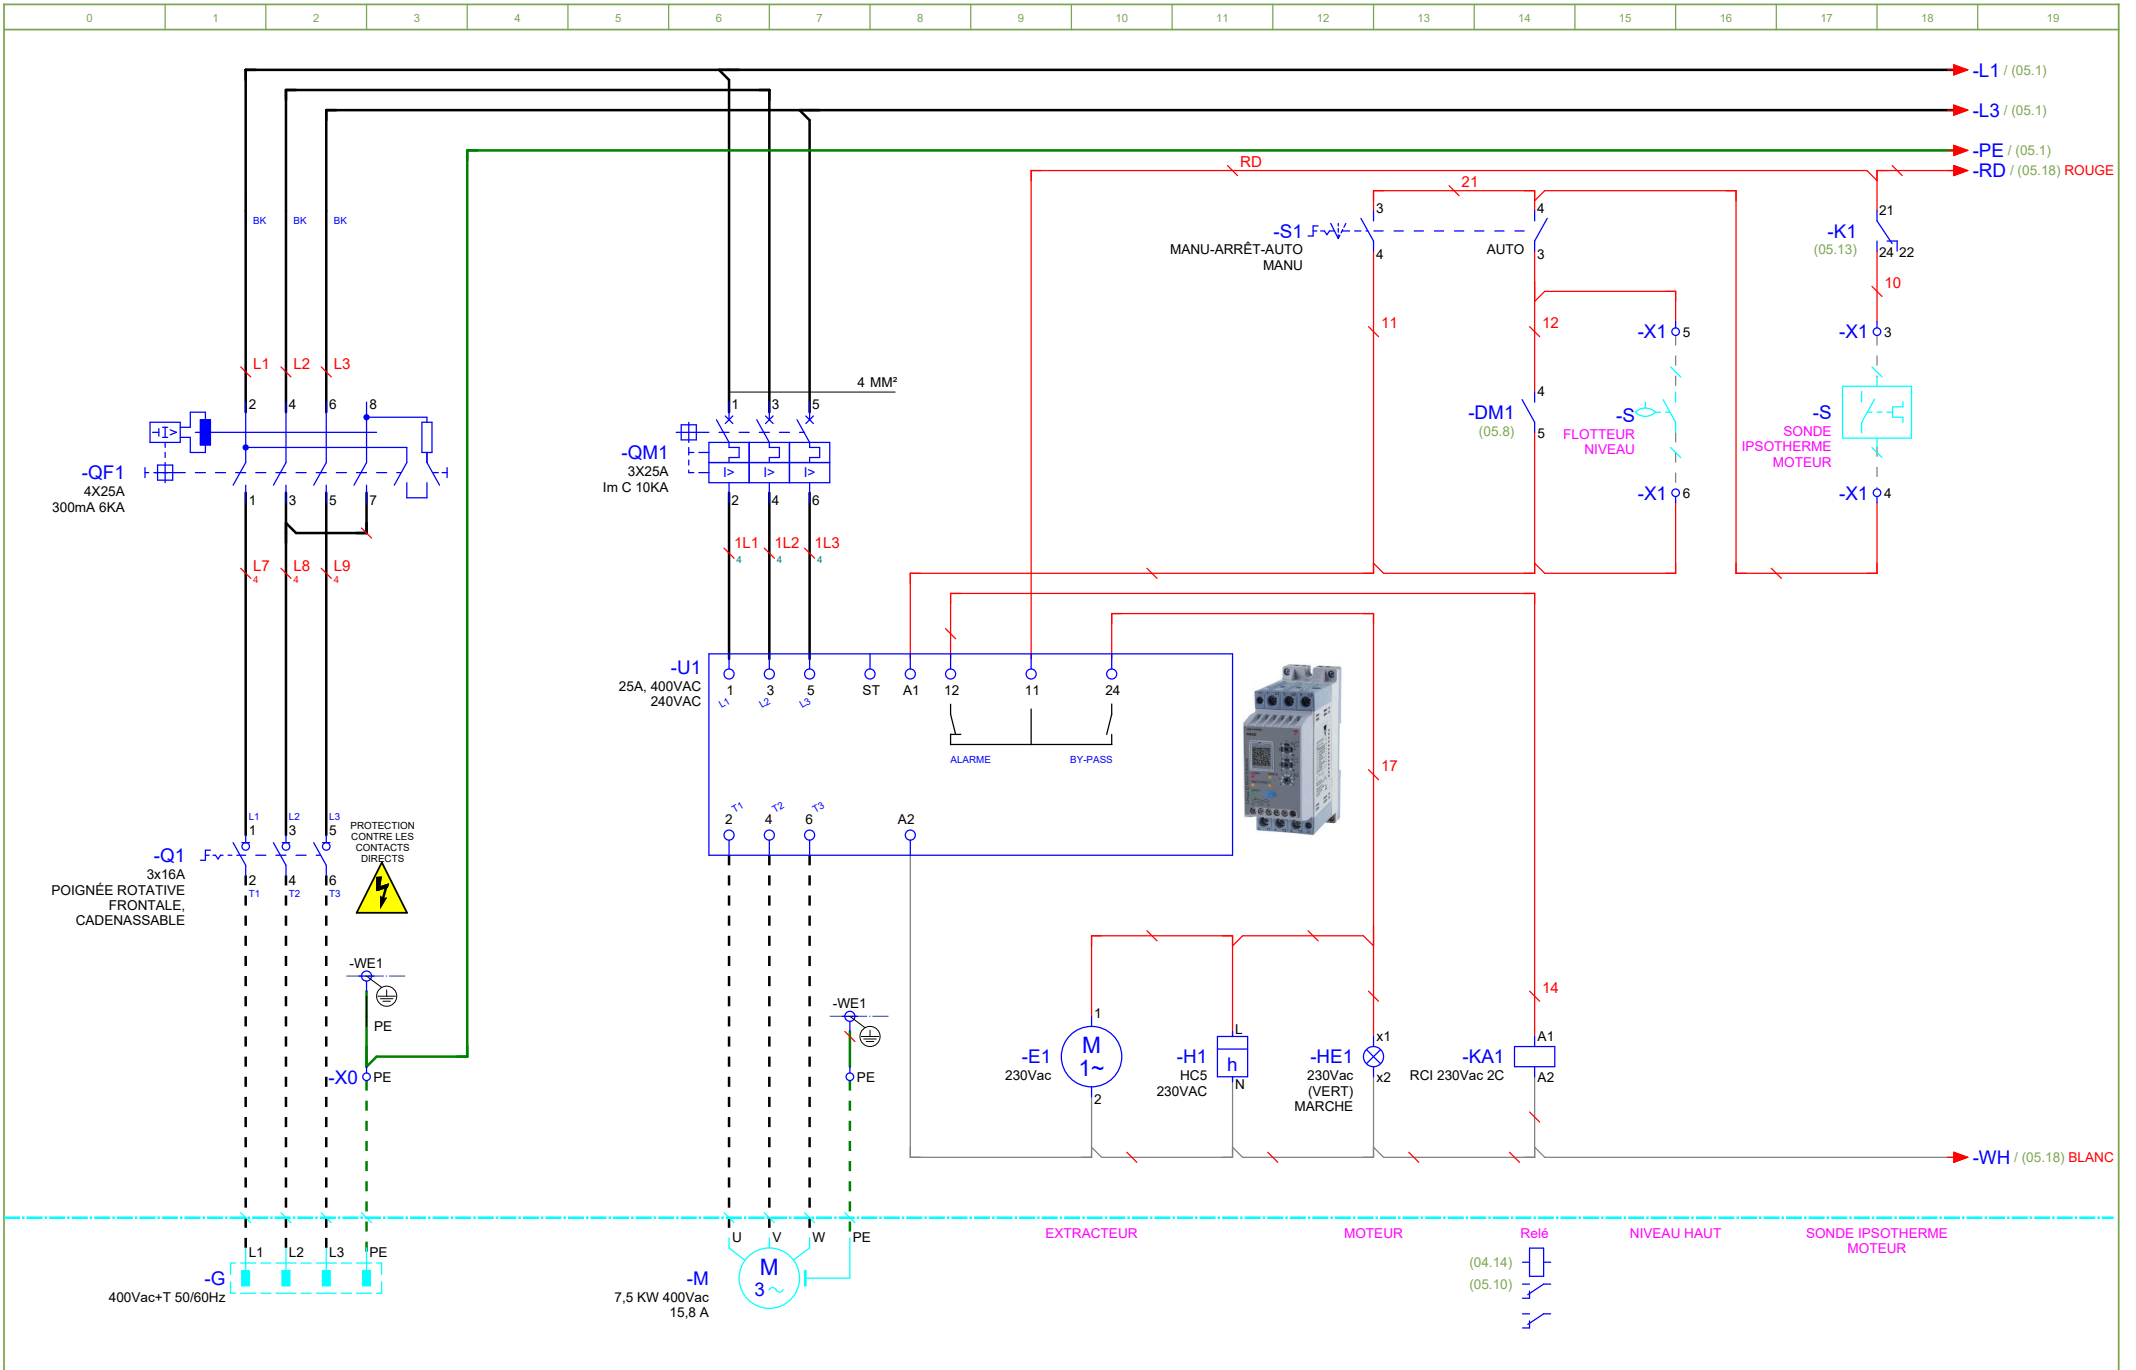 0 1 2 3 4 5 6 7 8 9 10 11 12 13 14 15 16 17 18 19
-L1 / (05.1)
-L3 / (05.1)
-PE / (05.1)
RD
-RD / (05.18) ROUGE
21
BK BK BK
3 4 21
-S1
MANU-ARRÊT-AUTO
MANU
4
AUTO
3
-K1
(05.13)
24 22
10
11
12
-X1 5
-X1 3
L1 L2 L3
4 MM²
2 4 6 8
1 3 5
-QF1
4X25A
300mA 6KA
1 3 5 7
-QM1
3X25A
Im C 10KA
I> I> I>
I>
2 4 6
-DM1
(05.8)
4
5
-S
FLOTTEUR
NIVEAU
-S
SONDE
IPSOTHERME
MOTEUR
-X1 6
-X1 4
1L1 1L2 1L3
4 4 4
L7 L8 L9
4 4 4
-U1
25A, 400VAC
240VAC
1 3 5 ST A1 12 11 24
L1 L2 L3
ALARME
BY-PASS
17
T1 T2 T3
2 4 6 A2
L1 L2 L3
1 3 5
PROTECTION
CONTRE LES
CONTACTS
DIRECTS
-Q1
3x16A
POIGNÉE ROTATIVE
FRONTALE,
CADENASSABLE
2 4 6
T1 T2 T3
-WE1
PE
-X0 PE
-WE1
PE
14
-E1
230Vac
1
M
1~
2
-H1
HC5
230VAC
L
h
N
-HE1
230Vac
(VERT)
MARCHE
x1
x2
-KA1
RCI 230Vac 2C
A1
A2
-WH / (05.18) BLANC
L1 L2 L3 PE
-G
400Vac+T 50/60Hz
U V W PE
-M
7,5 KW 400Vac
15,8 A
M
3
EXTRACTEUR
MOTEUR
Relé
NIVEAU HAUT
SONDE IPSOTHERME
MOTEUR
(04.14)
(05.10)